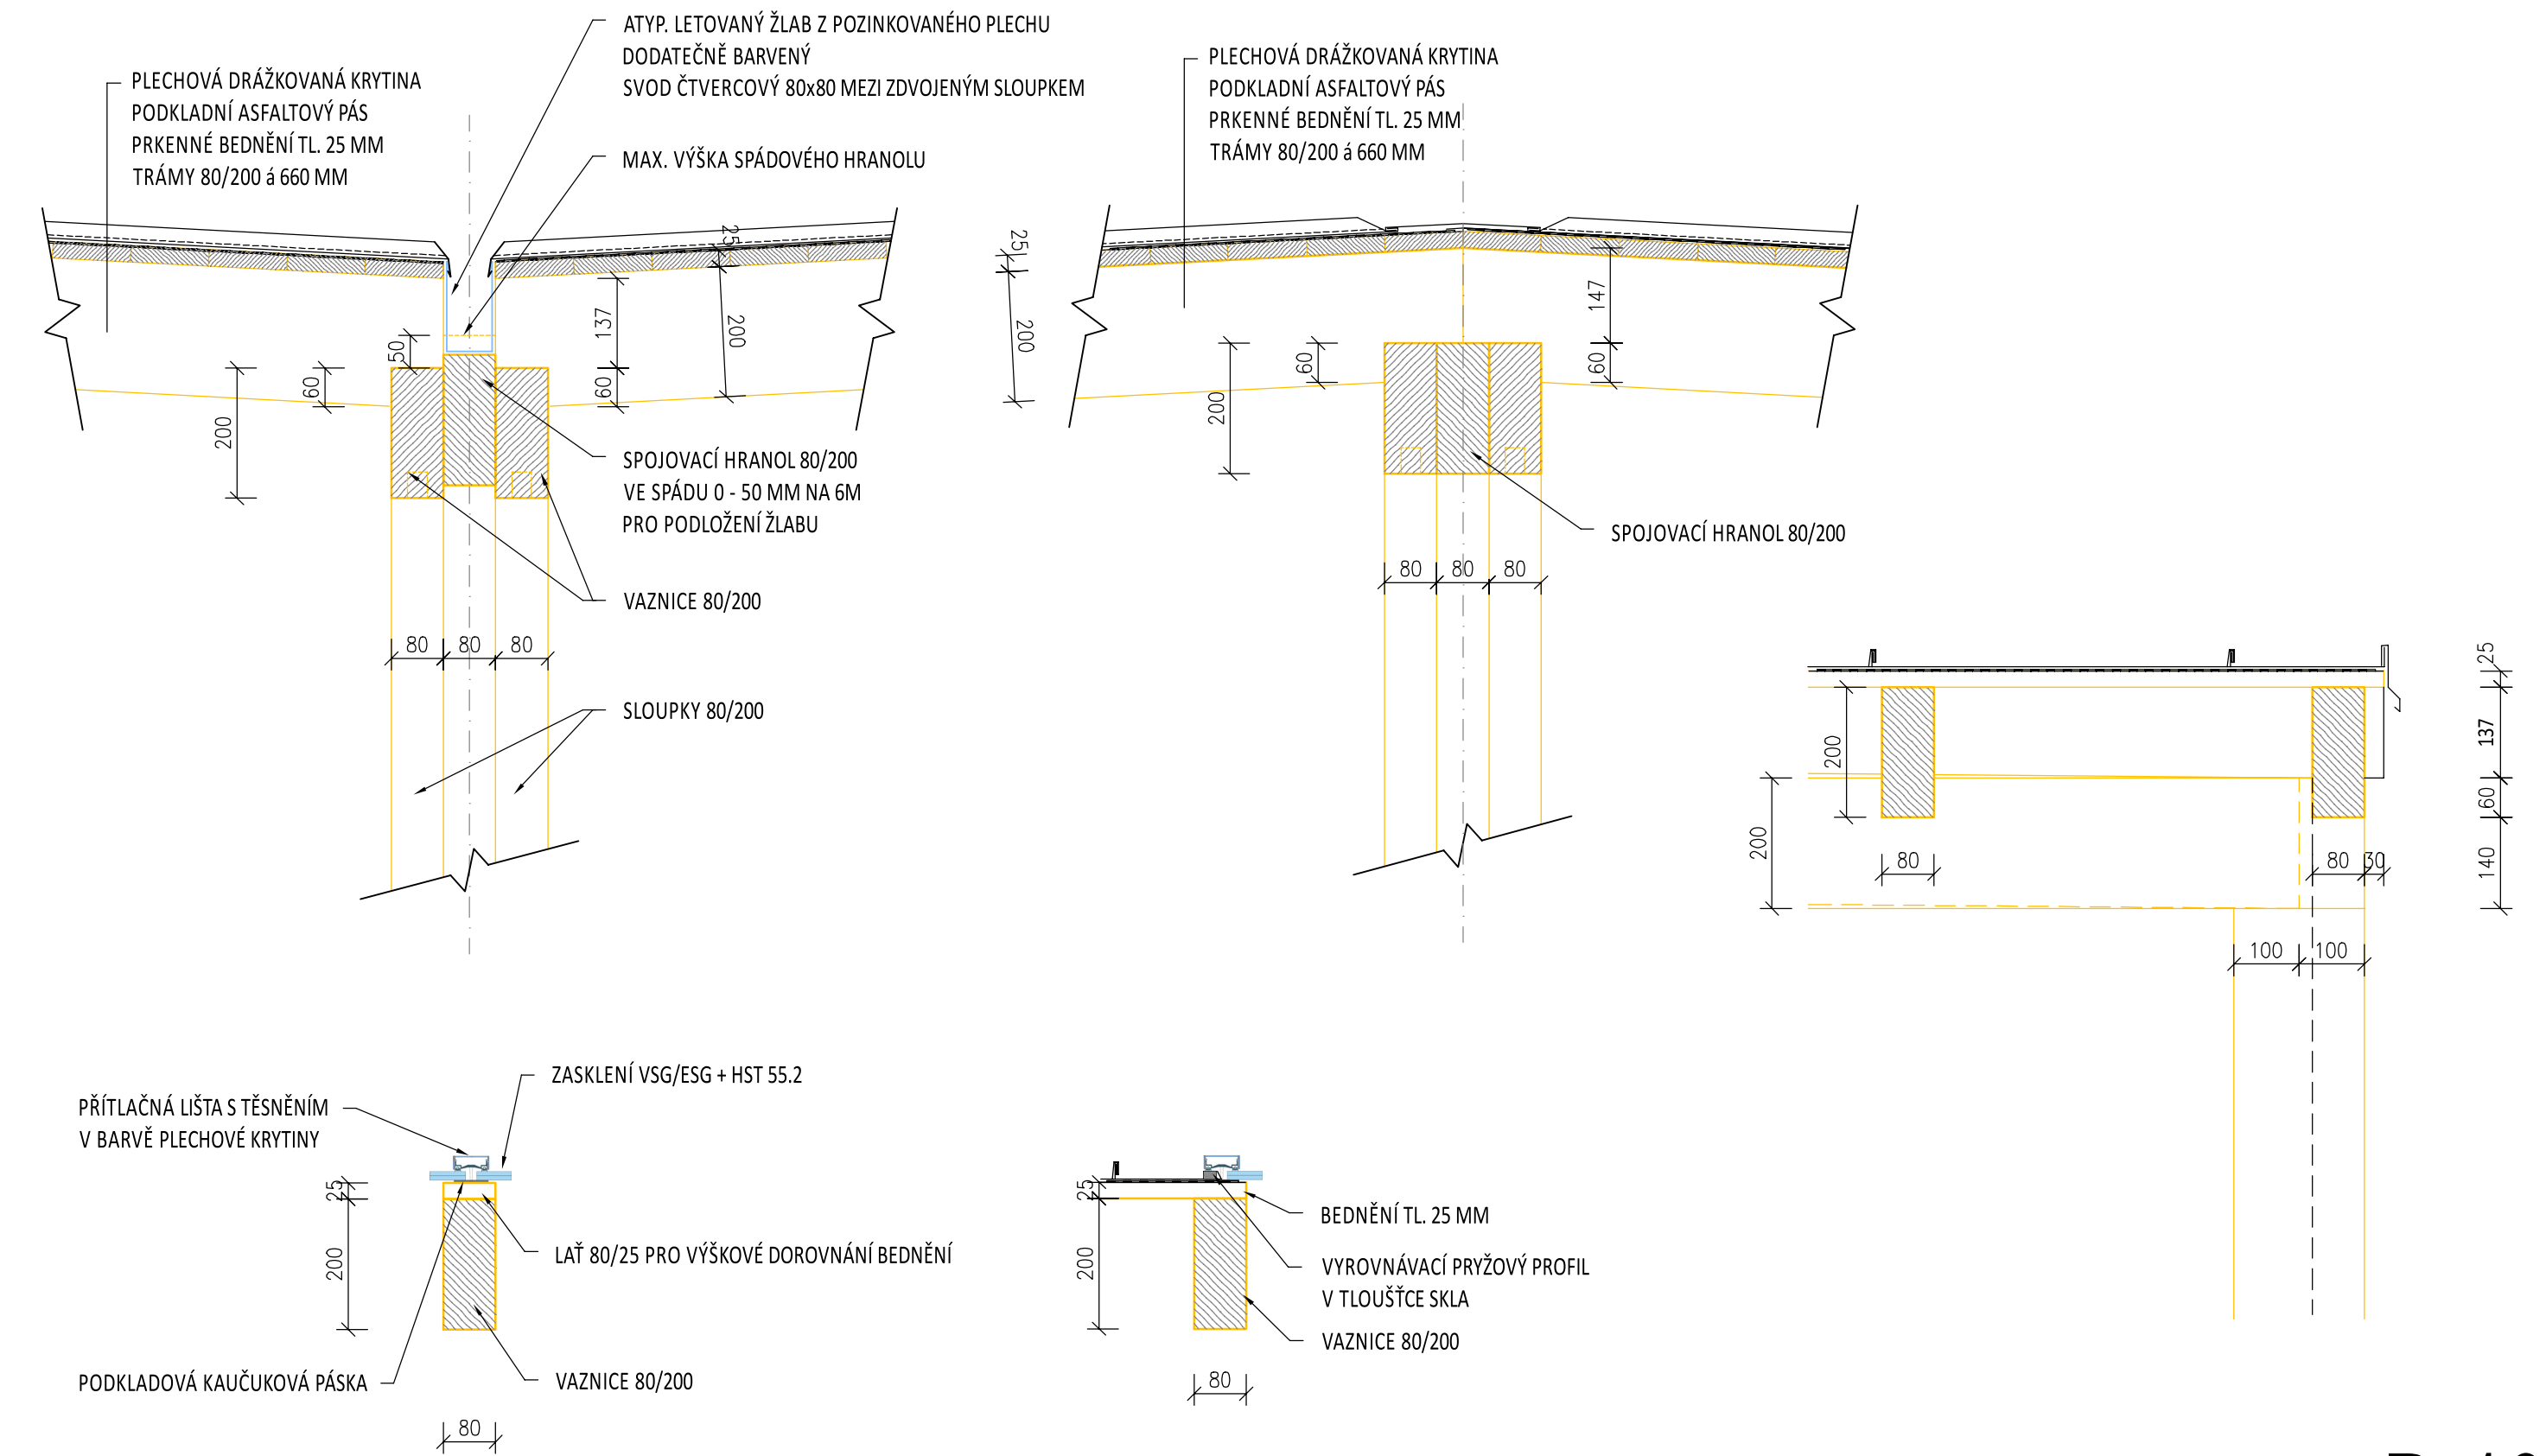 ATYP. LETOVANÝ ŽLAB Z POZINKOVANÉHO PLECHU
DODATEČNĚ BARVENÝ
SVOD ČTVERCOVÝ 80x80 MEZI ZDVOJENÝM SLOUPKEM
PLECHOVÁ DRÁŽKOVANÁ KRYTINA
PODKLADNÍ ASFALTOVÝ PÁS
PRKENNÉ BEDNĚNÍ TL. 25 MM
TRÁMY 80/200 á 660 MM
MAX. VÝŠKA SPÁDOVÉHO HRANOLU
25
200
137
60
50
60
200
SPOJOVACÍ HRANOL 80/200
VE SPÁDU 0 - 50 MM NA 6M
PRO PODLOŽENÍ ŽLABU
VAZNICE 80/200
80
80
80
SLOUPKY 80/200
PLECHOVÁ DRÁŽKOVANÁ KRYTINA
PODKLADNÍ ASFALTOVÝ PÁS
PRKENNÉ BEDNĚNÍ TL. 25 MM
TRÁMY 80/200 á 660 MM
25
200
147
60
60
200
SPOJOVACÍ HRANOL 80/200
80
80
80
25
137
60
140
200
200
80
80
30
100
100
ZASKLENÍ VSG/ESG + HST 55.2
PŘÍTLAČNÁ LIŠTA S TĚSNĚNÍM
V BARVĚ PLECHOVÉ KRYTINY
25
200
LAŤ 80/25 PRO VÝŠKOVÉ DOROVNÁNÍ BEDNĚNÍ
PODKLADOVÁ KAUČUKOVÁ PÁSKA
VAZNICE 80/200
80
25
200
BEDNĚNÍ TL. 25 MM
VYROVNÁVACÍ PRYŽOVÝ PROFIL
V TLOUŠŤCE SKLA
VAZNICE 80/200
80